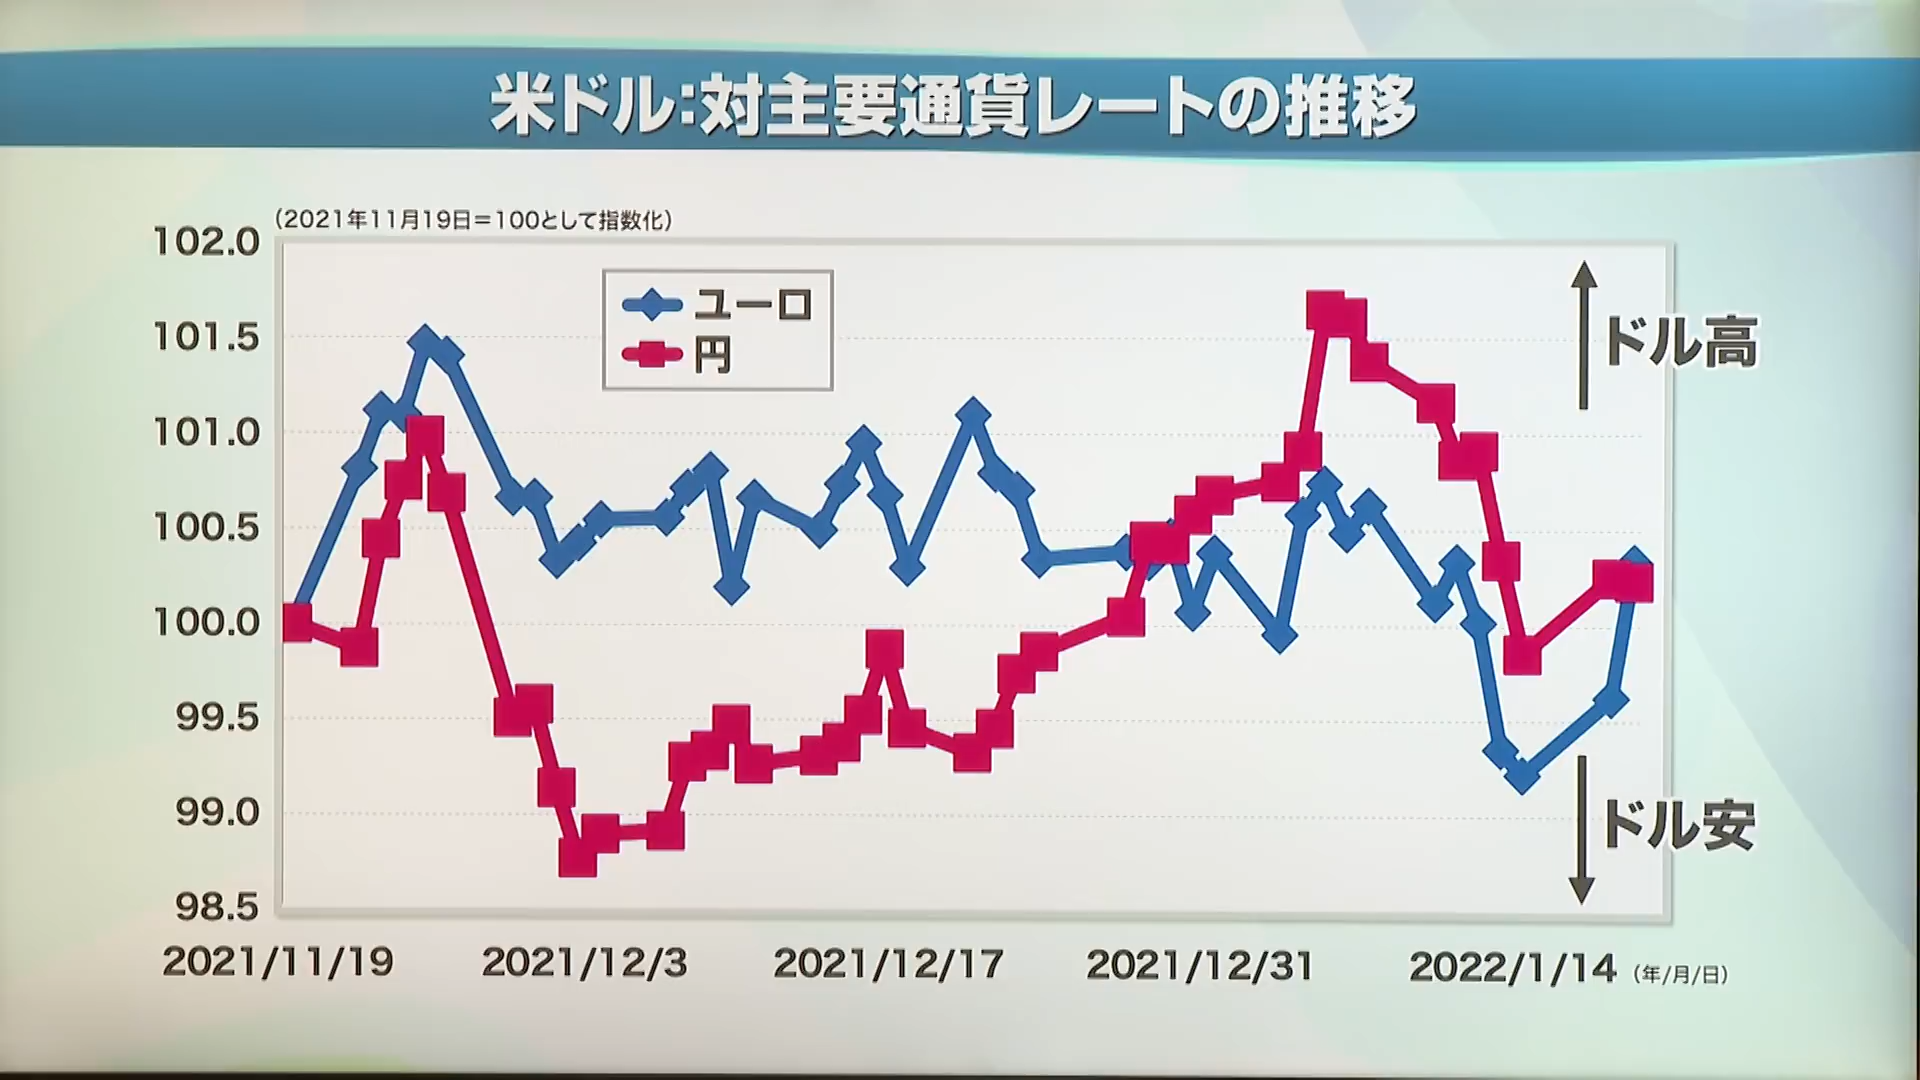 米ドル:対主要通貨レートの推移
(2021年11月19日=100として指数化)
102.0
101.5
101.0
100.5
100.0
99.5
99.0
98.5
ユーロ
円
ドル高
ドル安
2021/11/19
2021/12/3
2021/12/17
2021/12/31
2022/1/14
(年/月/日)